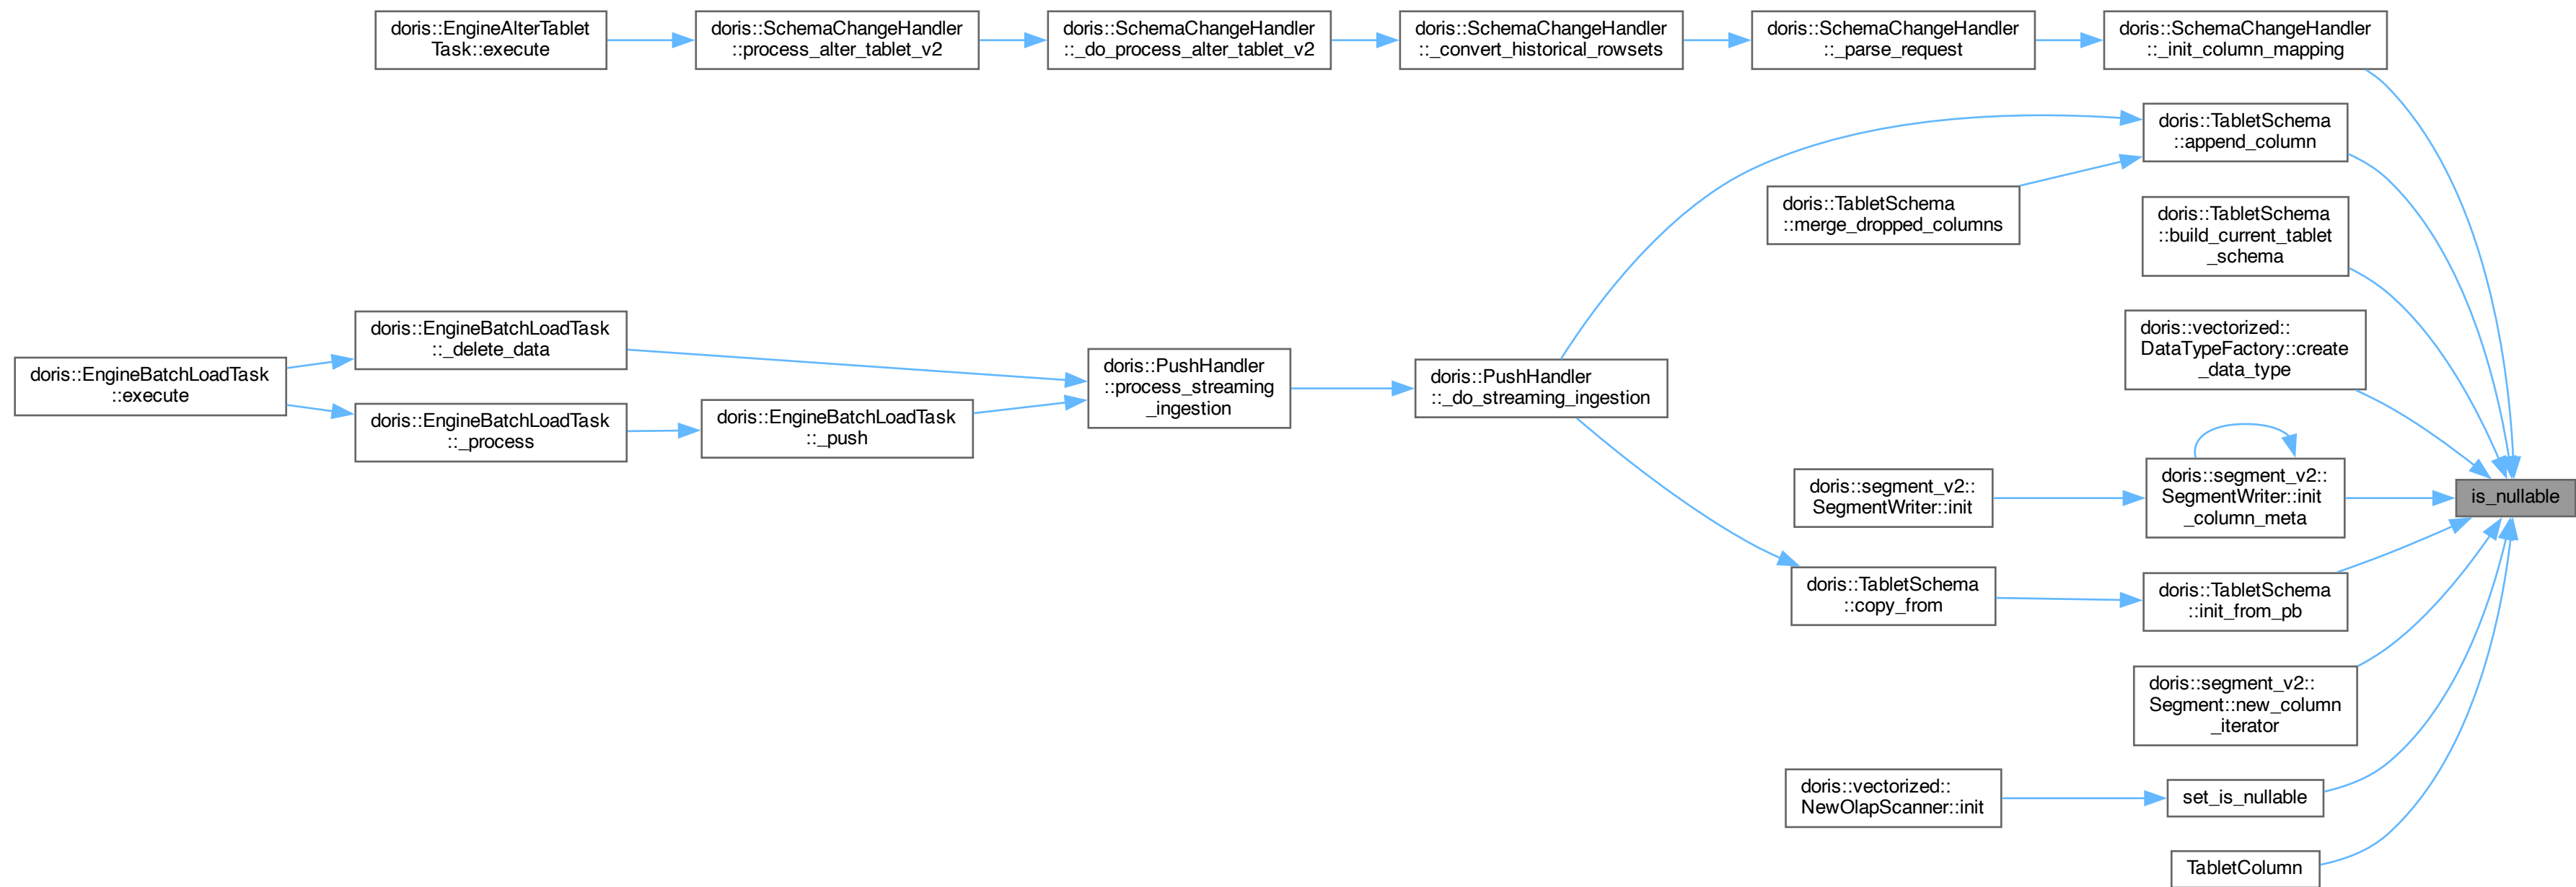 doris::EngineAlterTablet
Task::execute
doris::SchemaChangeHandler
::process_alter_tablet_v2
doris::SchemaChangeHandler
::_do_process_alter_tablet_v2
doris::SchemaChangeHandler
::_convert_historical_rowsets
doris::SchemaChangeHandler
::_parse_request
doris::SchemaChangeHandler
::_init_column_mapping
doris::TabletSchema
::append_column
doris::TabletSchema
::merge_dropped_columns
doris::TabletSchema
::build_current_tablet
_schema
doris::vectorized::
DataTypeFactory::create
_data_type
doris::EngineBatchLoadTask
::execute
doris::EngineBatchLoadTask
::_delete_data
doris::EngineBatchLoadTask
::_process
doris::EngineBatchLoadTask
::_push
doris::PushHandler
::process_streaming
_ingestion
doris::PushHandler
::_do_streaming_ingestion
doris::segment_v2::
SegmentWriter::init
doris::segment_v2::
SegmentWriter::init
_column_meta
is_nullable
doris::TabletSchema
::copy_from
doris::TabletSchema
::init_from_pb
doris::segment_v2::
Segment::new_column
_iterator
doris::vectorized::
NewOlapScanner::init
set_is_nullable
TabletColumn